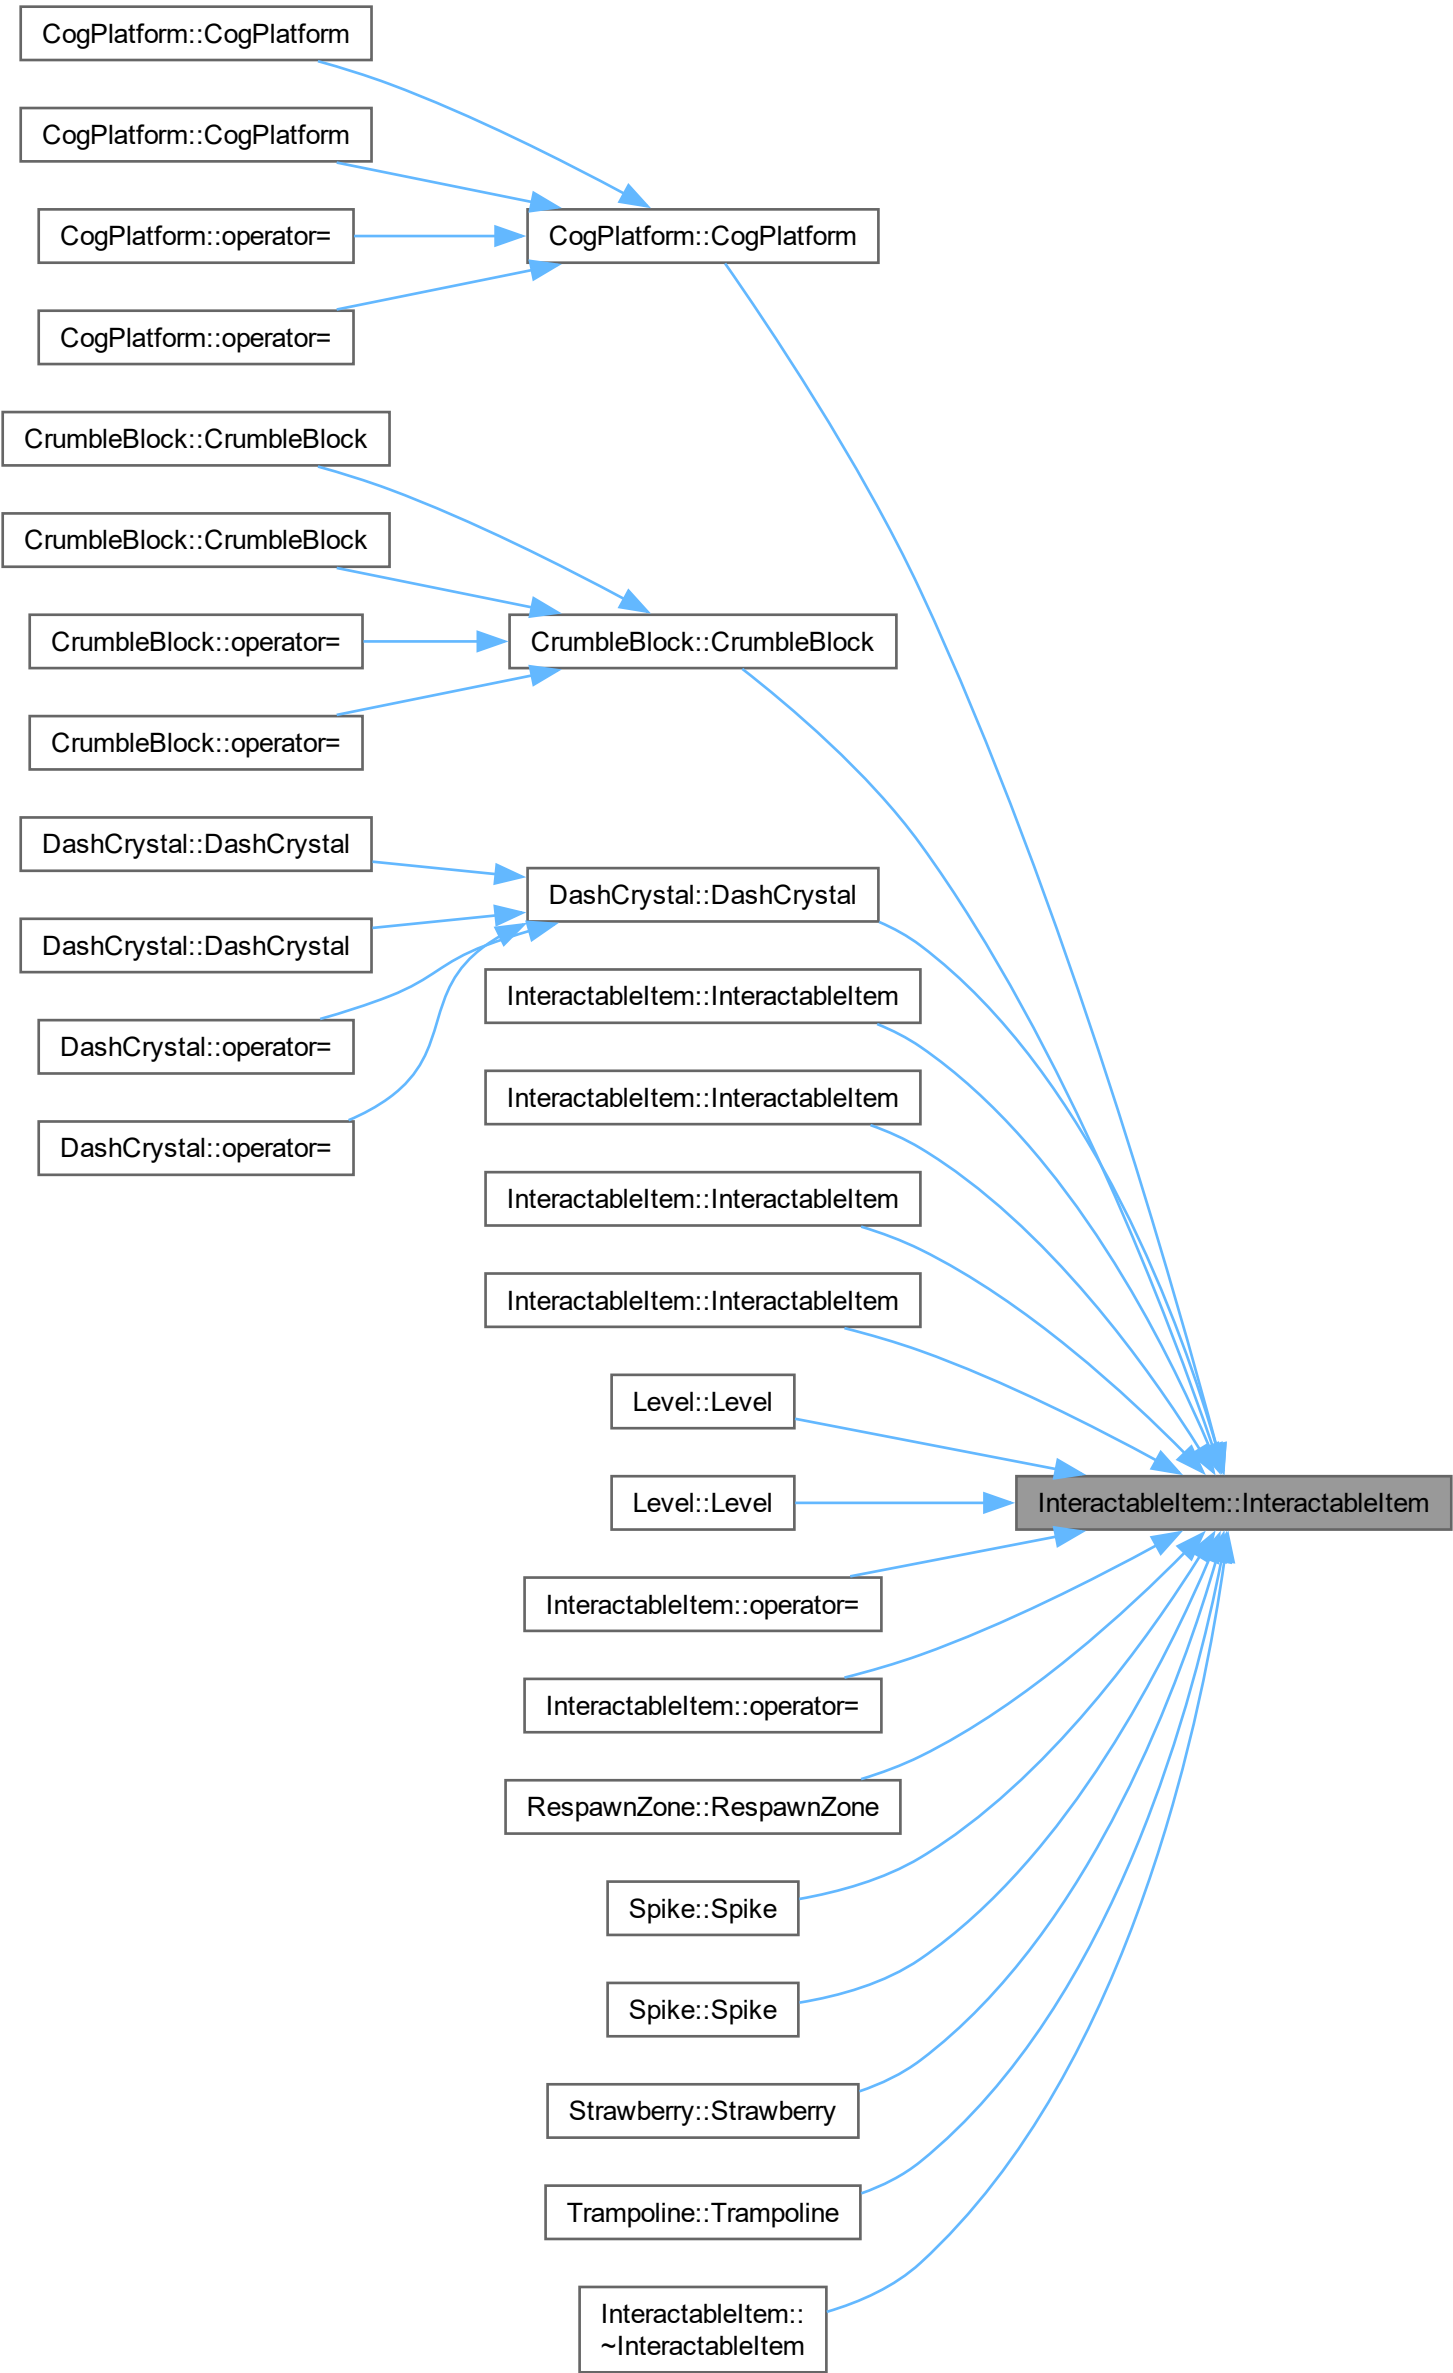 CogPlatform::CogPlatform
CogPlatform::CogPlatform
CogPlatform::operator=
CogPlatform::CogPlatform
CogPlatform::operator=
CrumbleBlock::CrumbleBlock
CrumbleBlock::CrumbleBlock
CrumbleBlock::operator=
CrumbleBlock::CrumbleBlock
CrumbleBlock::operator=
DashCrystal::DashCrystal
DashCrystal::DashCrystal
DashCrystal::DashCrystal
InteractableItem::InteractableItem
DashCrystal::operator=
InteractableItem::InteractableItem
DashCrystal::operator=
InteractableItem::InteractableItem
InteractableItem::InteractableItem
Level::Level
Level::Level
InteractableItem::InteractableItem
InteractableItem::operator=
InteractableItem::operator=
RespawnZone::RespawnZone
Spike::Spike
Spike::Spike
Strawberry::Strawberry
Trampoline::Trampoline
InteractableItem::
~InteractableItem